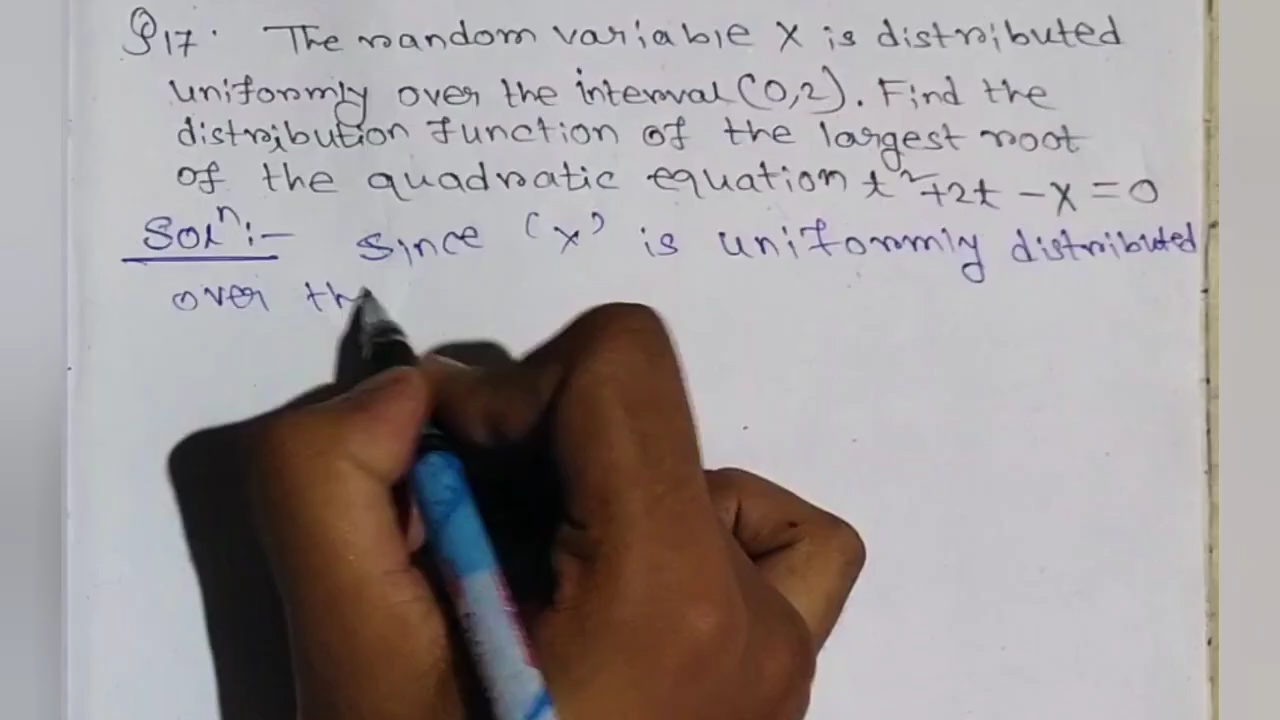 Q17. The random variable X is distributed
uniformly over the interval (0,2). Find the
distribution function of the largest root
of the quadratic equation t²+2t-X=0
Solⁿ:- Since 'X' is uniformly distributed
over th